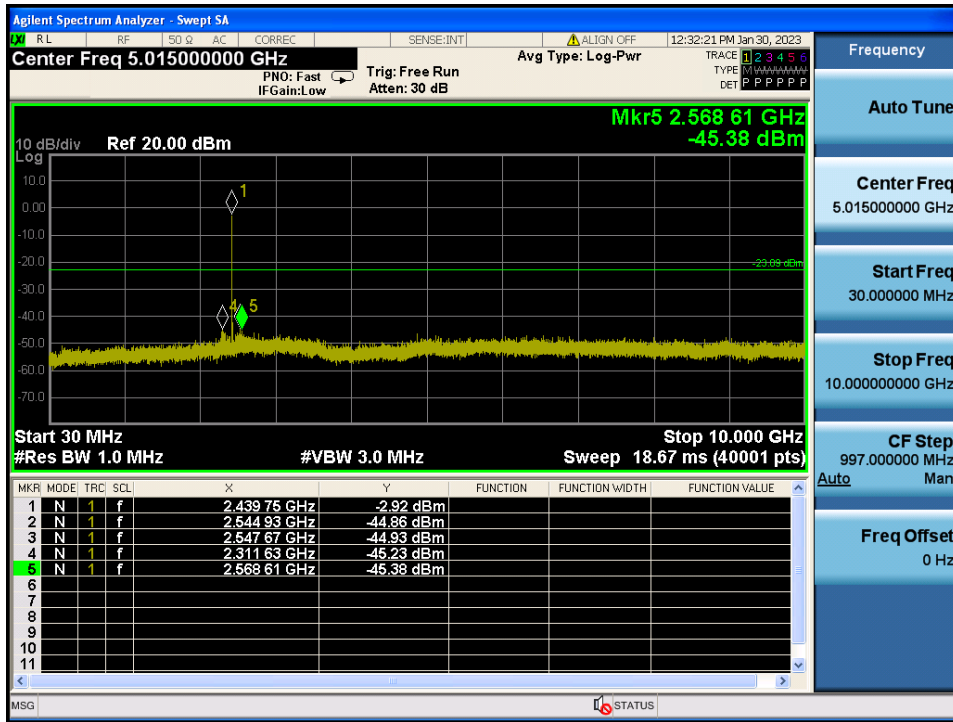 Agilent Spectrum Analyzer - Swept SA
LXI RL RF 50 Ω AC CORREC SENSE:INT ALIGN OFF 12:32:21 PM Jan 30, 2023
Center Freq 5.015000000 GHz
PNO: Fast
IFGain:Low
Trig: Free Run
Atten: 30 dB
Avg Type: Log-Pwr
TRACE 1 2 3 4 5 6
TYPE MWWWWW
DET P P P P P P
Mkr5 2.568 61 GHz
-45.38 dBm
10 dB/div
Log
Ref 20.00 dBm
10.0
0.00
-10.0
-20.0
-30.0
-40.0
-50.0
-60.0
-70.0
1
-23.09 dBm
4 5
Start 30 MHz Stop 10.000 GHz
#Res BW 1.0 MHz #VBW 3.0 MHz Sweep 18.67 ms (40001 pts)
MKR MODE TRC SCL X Y FUNCTION FUNCTION WIDTH FUNCTION VALUE
1 N 1 f 2.439 75 GHz -2.92 dBm
2 N 1 f 2.544 93 GHz -44.86 dBm
3 N 1 f 2.547 67 GHz -44.93 dBm
4 N 1 f 2.311 63 GHz -45.23 dBm
5 N 1 f 2.568 61 GHz -45.38 dBm
6
7
8
9
10
11
MSG STATUS
Frequency
Auto Tune
Center Freq
5.015000000 GHz
Start Freq
30.000000 MHz
Stop Freq
10.000000000 GHz
CF Step
997.000000 MHz
Auto Man
Freq Offset
0 Hz